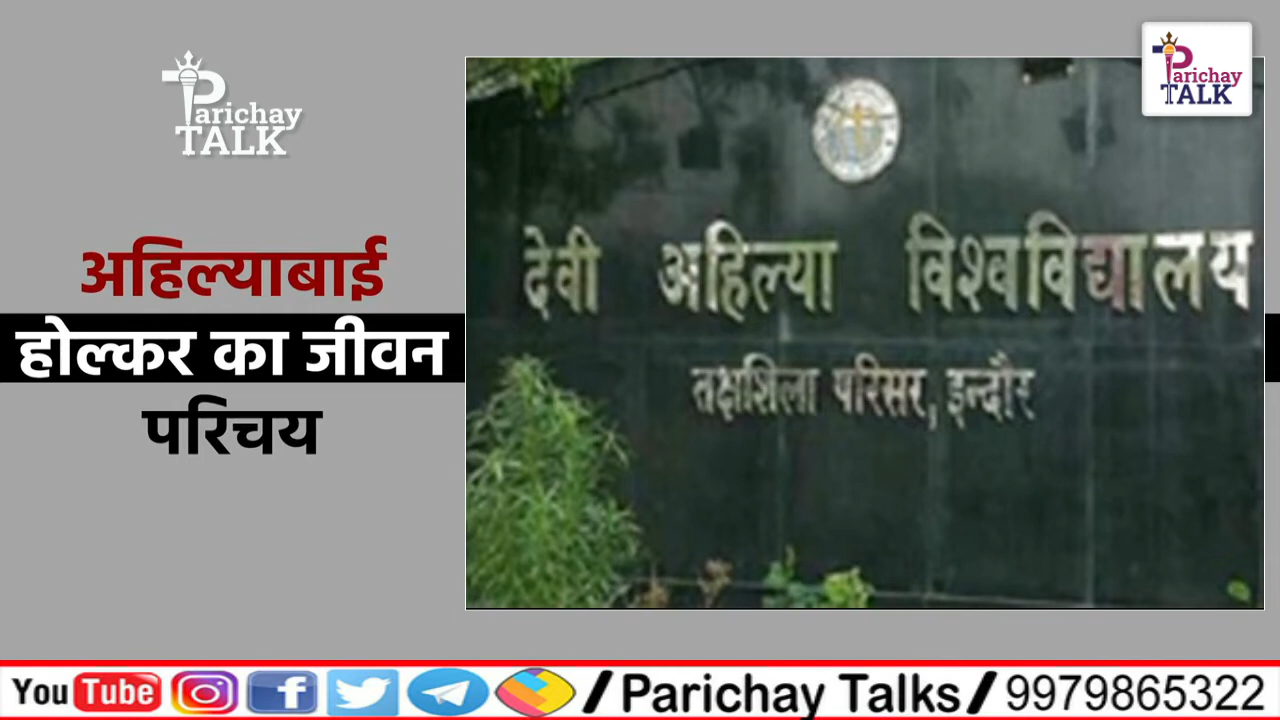 Parichay
TALK
अहिल्याबाई
होल्कर का जीवन
परिचय
Parichay
TALK
देवी अहिल्या विश्वविद्यालय
तक्षशिला परिसर, इन्दौर
YouTube / Parichay Talks / 9979865322